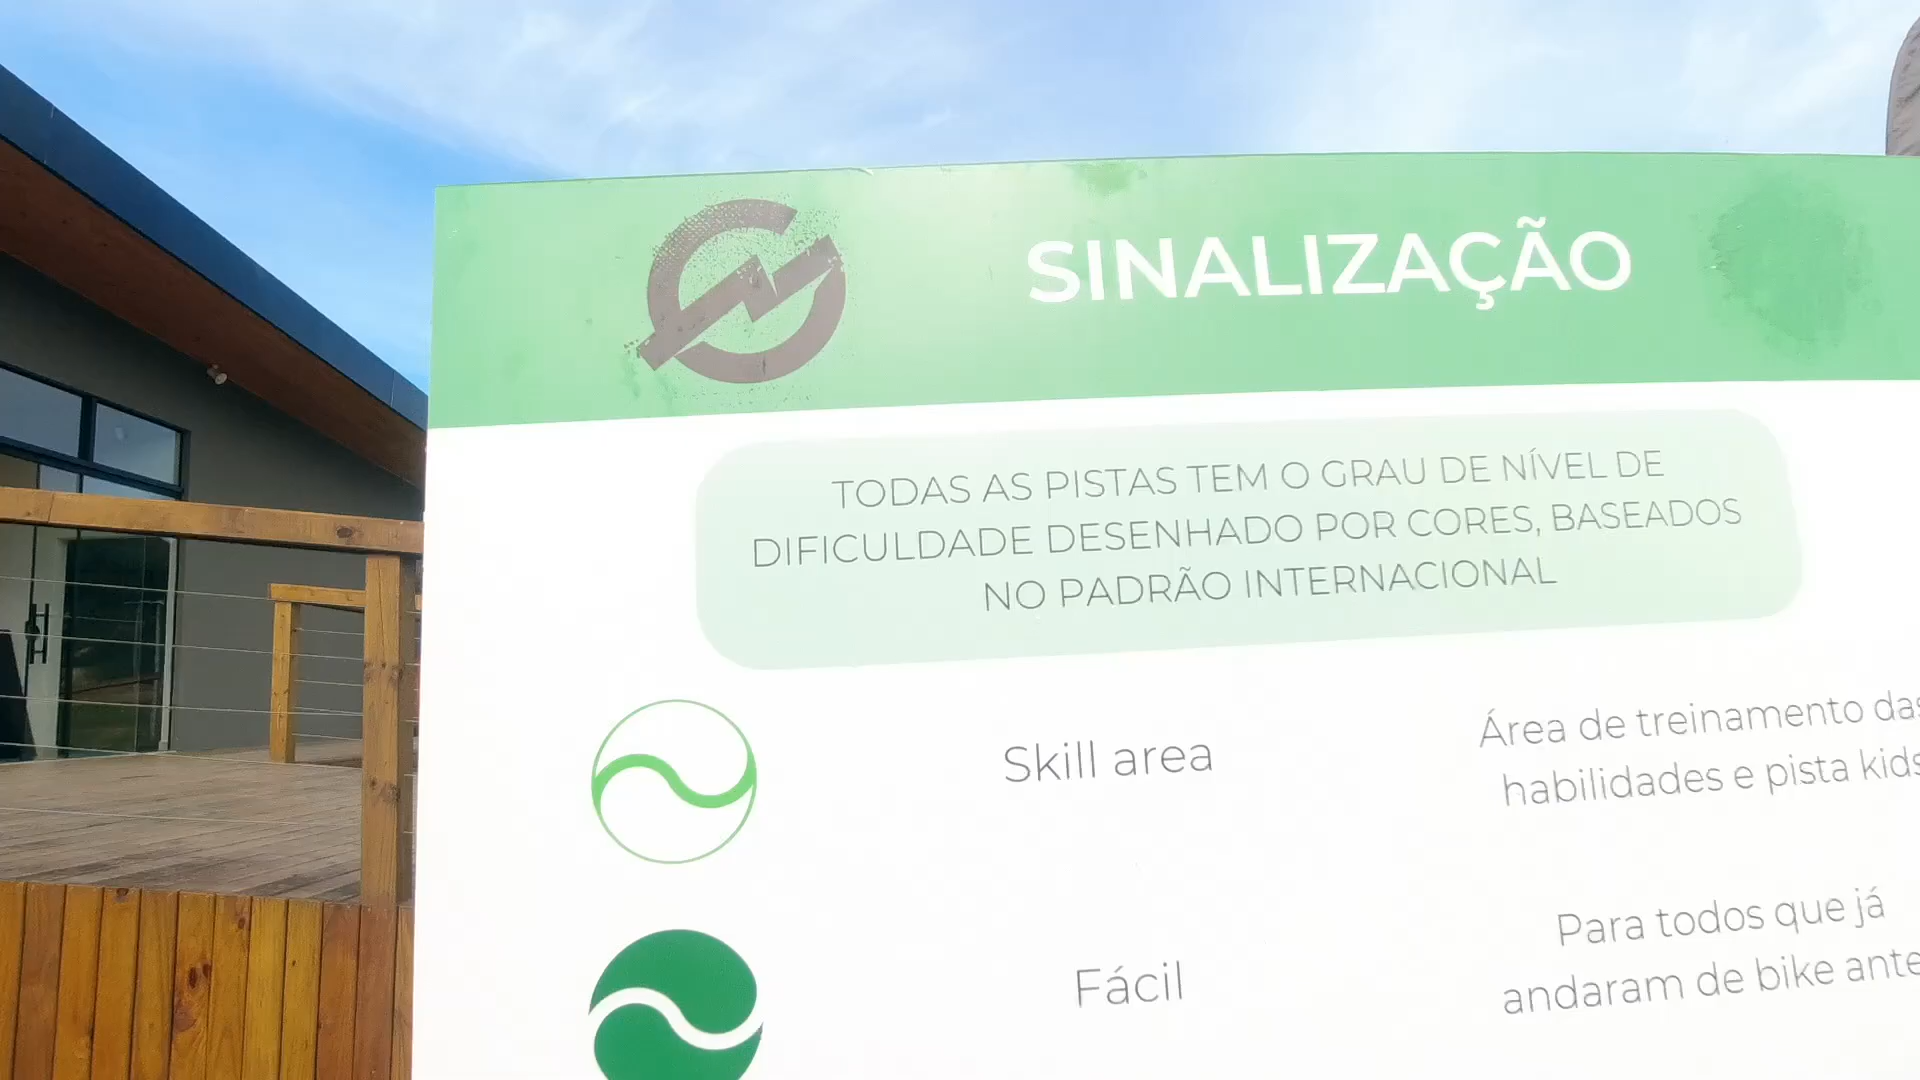 SINALIZAÇÃO
TODAS AS PISTAS TEM O GRAU DE NÍVEL DE
DIFICULDADE DESENHADO POR CORES, BASEADOS
NO PADRÃO INTERNACIONAL
Skill area
Área de treinamento das
habilidades e pista kids
Fácil
Para todos que já
andaram de bike ante